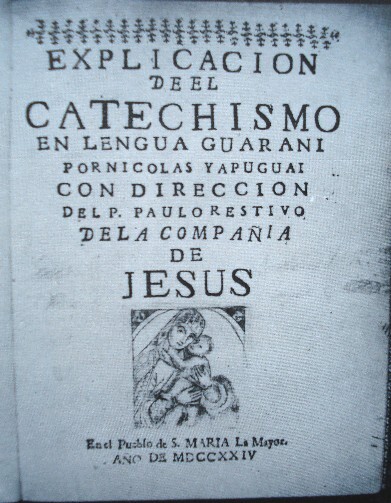 EXPLICACION
DE EL
CATECHISMO
EN LENGUA GUARANI
POR NICOLAS YAPUGUAI
CON DIRECCION
DEL P. PAULO RESTIVO
DE LA COMPAÑIA
DE
JESUS
En el Pueblo de S. MARIA La Mayor.
AÑO DE MDCCXXIV